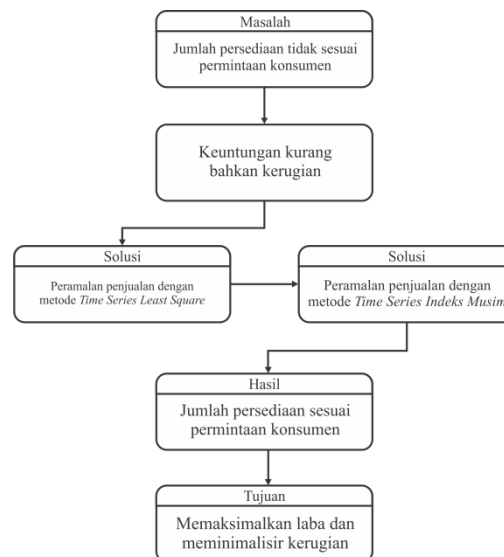 Masalah
Jumlah persediaan tidak sesuai
permintaan konsumen
Keuntungan kurang
bahkan kerugian
Solusi
Peramalan penjualan dengan
metode Time Series Least Square
Solusi
Peramalan penjualan dengan
metode Time Series Indeks Musim
Hasil
Jumlah persediaan sesuai
permintaan konsumen
Tujuan
Memaksimalkan laba dan
meminimalisir kerugian